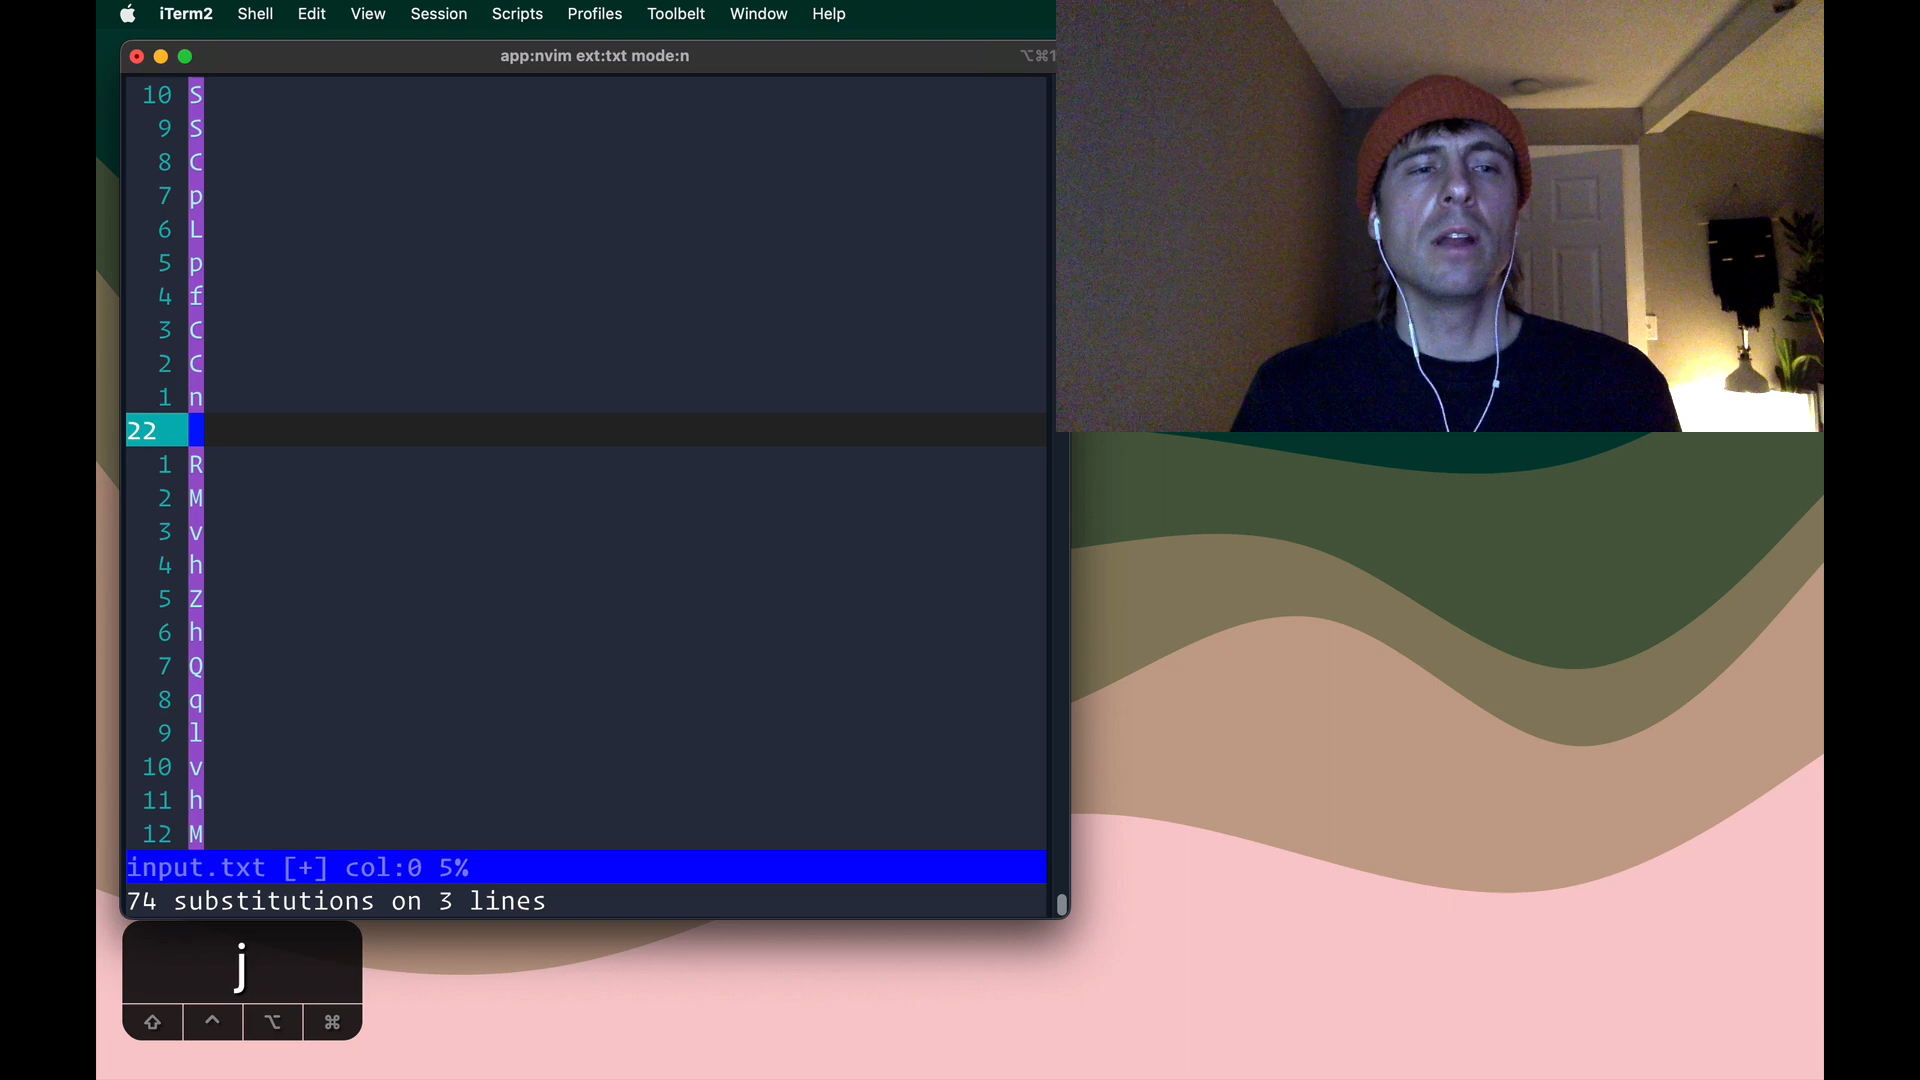 iTerm2 Shell Edit View Session Scripts Profiles Toolbelt Window Help
app:nvim ext:txt mode:n ⌥⌘1
10 S
9 S
8 C
7 p
6 L
5 p
4 f
3 C
2 C
1 n
22
1 R
2 M
3 v
4 h
5 Z
6 h
7 Q
8 q
9 l
10 v
11 h
12 M
input.txt [+] col:0 5%
74 substitutions on 3 lines
j
⇧ ^ ⌥ ⌘